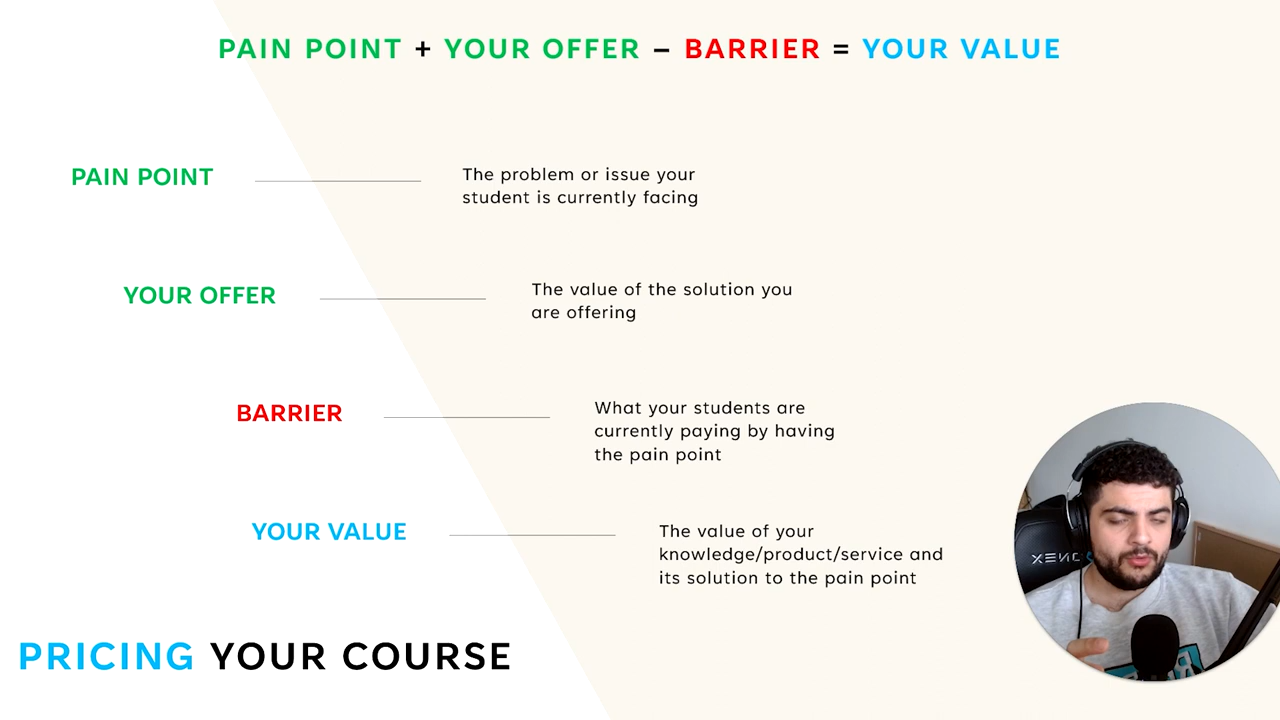 PAIN POINT + YOUR OFFER – BARRIER = YOUR VALUE
PAIN POINT
The problem or issue your
student is currently facing
YOUR OFFER
The value of the solution you
are offering
BARRIER
What your students are
currently paying by having
the pain point
YOUR VALUE
The value of your
knowledge/product/service and
its solution to the pain point
PRICING YOUR COURSE